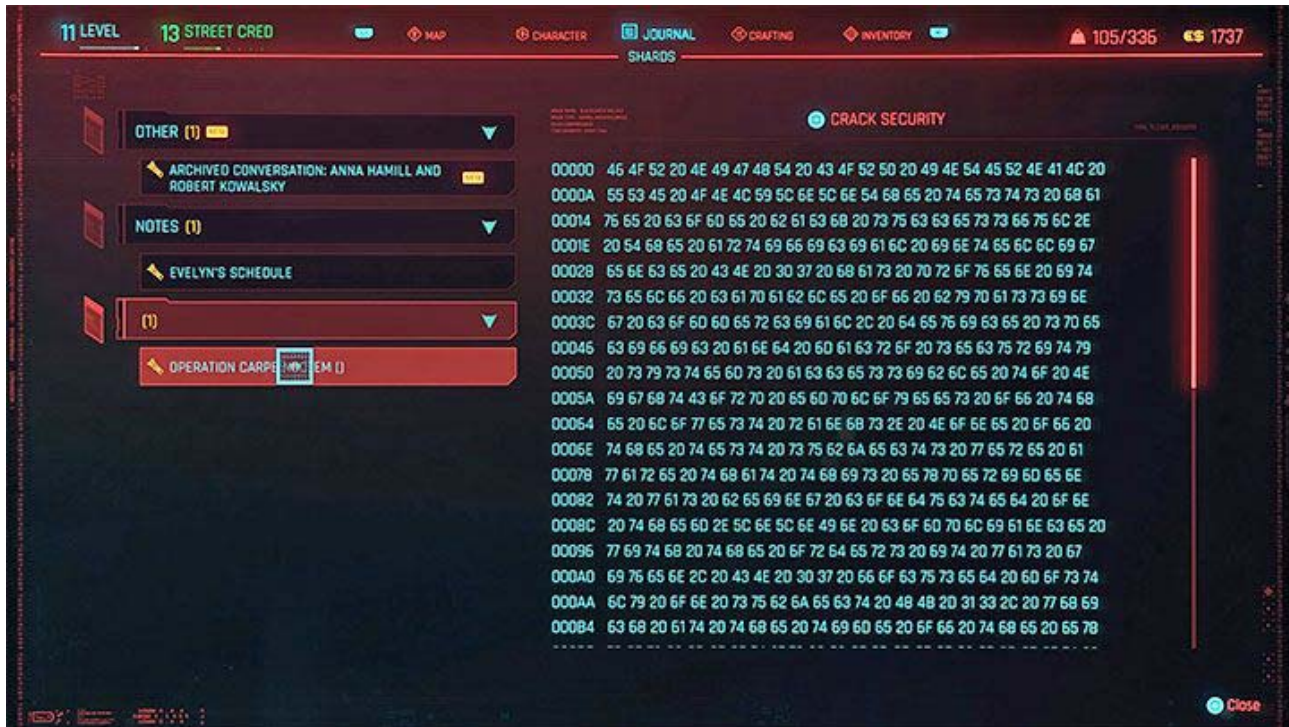 11 LEVEL
13 STREET CRED
MAP
CHARACTER
JOURNAL
CRAFTING
INVENTORY
105/336
€$ 1737
SHARDS
OTHER (1) NEW
ARCHIVED CONVERSATION: ANNA HAMILL AND
ROBERT KOWALSKY
NEW
NOTES (1)
EVELYN'S SCHEDULE
(1)
OPERATION CARPE NOCTEM ()
CRACK SECURITY
00000 46 4F 52 20 4E 49 47 48 54 20 43 4F 52 50 20 49 4E 54 45 52 4E 41 4C 20
0000A 55 53 45 20 4F 4E 4C 59 5C 6E 5C 6E 54 68 65 20 74 65 73 74 73 20 68 61
00014 76 65 20 63 6F 6D 65 20 62 61 63 6B 20 73 75 63 63 65 73 73 66 75 6C 2E
0001E 20 54 68 65 20 61 72 74 69 66 69 63 69 61 6C 20 69 6E 74 65 6C 6C 69 67
00028 65 6E 63 65 20 43 4E 2D 30 37 20 68 61 73 20 70 72 6F 76 65 6E 20 69 74
00032 73 65 6C 66 20 63 61 70 61 62 6C 65 20 6F 66 20 62 79 70 61 73 73 69 6E
0003C 67 20 63 6F 6D 6D 65 72 63 69 61 6C 2C 20 64 65 76 69 63 65 20 73 70 65
00046 63 69 66 69 63 20 61 6E 64 20 6D 61 63 72 6F 20 73 65 63 75 72 69 74 79
00050 20 73 79 73 74 65 6D 73 20 61 63 63 65 73 73 69 62 6C 65 20 74 6F 20 4E
0005A 69 67 68 74 43 6F 72 70 20 65 6D 70 6C 6F 79 65 65 73 20 6F 66 20 74 68
00064 65 20 6C 6F 77 65 73 74 20 72 61 6E 6B 73 2E 20 4E 6F 6E 65 20 6F 66 20
0006E 74 68 65 20 74 65 73 74 20 73 75 62 6A 65 63 74 73 20 77 65 72 65 20 61
00078 77 61 72 65 20 74 68 61 74 20 74 68 69 73 20 65 78 70 65 72 69 6D 65 6E
00082 74 20 77 61 73 20 62 65 69 6E 67 20 63 6F 6E 64 75 63 74 65 64 20 6F 6E
0008C 20 74 68 65 6D 2E 5C 6E 5C 6E 49 6E 20 63 6F 6D 70 6C 69 61 6E 63 65 20
00096 77 69 74 68 20 74 68 65 20 6F 72 64 65 72 73 20 69 74 20 77 61 73 20 67
000A0 69 76 65 6E 2C 20 43 4E 2D 30 37 20 66 6F 63 75 73 65 64 20 6D 6F 73 74
000AA 6C 79 20 6F 6E 20 73 75 62 6A 65 63 74 20 48 4B 2D 31 33 2C 20 77 68 69
000B4 63 68 20 61 74 20 74 68 65 20 74 69 6D 65 20 6F 66 20 74 68 65 20 65 78
Close